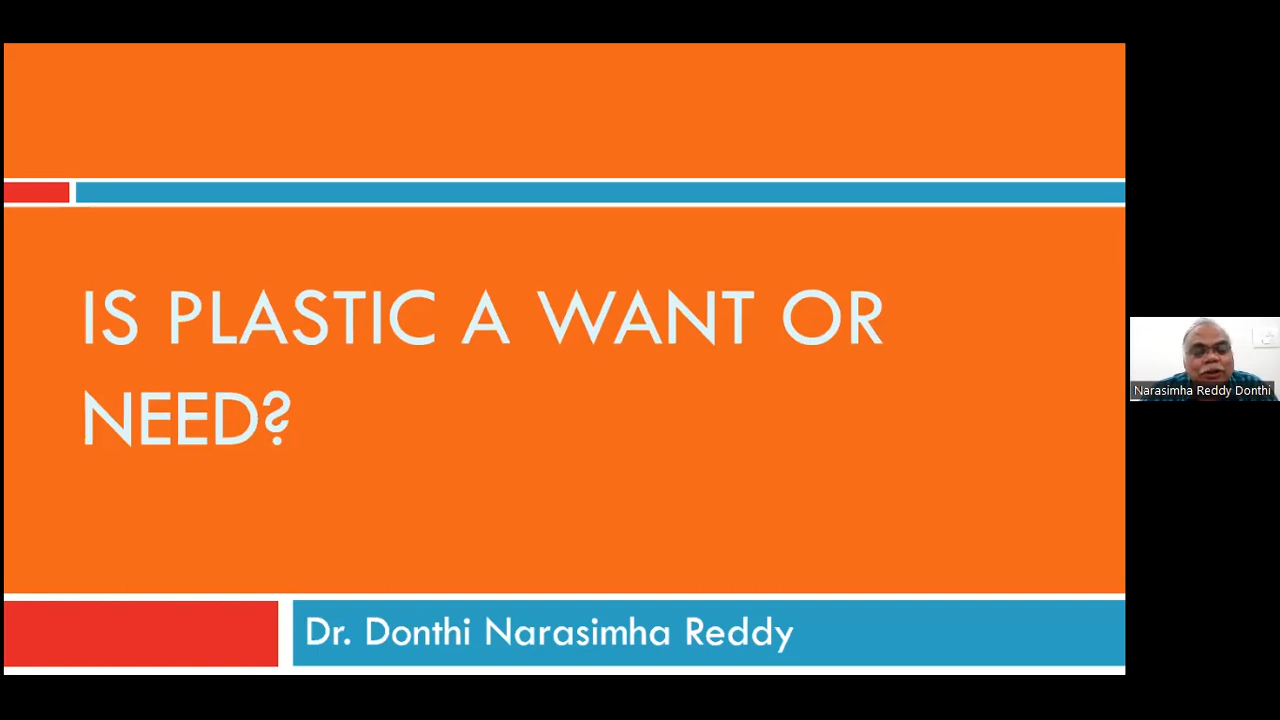 IS PLASTIC A WANT OR
NEED?
Dr. Donthi Narasimha Reddy
Narasimha Reddy Donthi